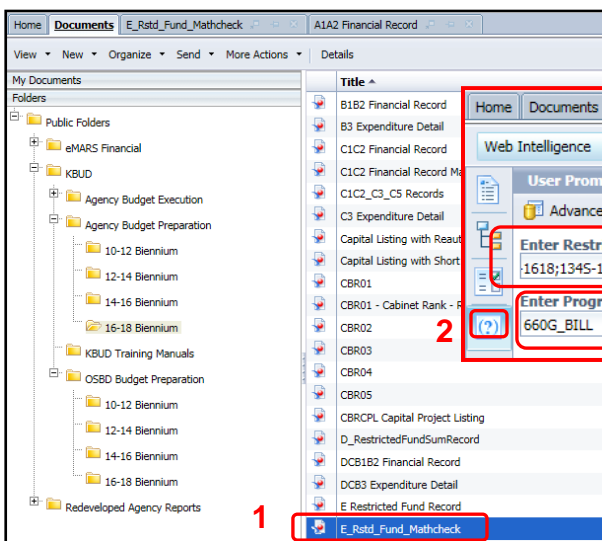 Home Documents E_Rstd_Fund_Mathcheck A1A2 Financial Record
View New Organize Send More Actions Details
My Documents
Folders
Public Folders
eMARS Financial
KBUD
Agency Budget Execution
Agency Budget Preparation
10-12 Biennium
12-14 Biennium
14-16 Biennium
16-18 Biennium
KBUD Training Manuals
OSBD Budget Preparation
10-12 Biennium
12-14 Biennium
14-16 Biennium
16-18 Biennium
Redeveloped Agency Reports
1
Title
B1B2 Financial Record
B3 Expenditure Detail
C1C2 Financial Record
C1C2 Financial Record Ma
C1C2_C3_C5 Records
C3 Expenditure Detail
Capital Listing with Reaut
Capital Listing with Short
CBR01
CBR01 - Cabinet Rank - R
CBR02
CBR03
CBR04
CBR05
CBRCPL Capital Project Listing
D_RestrictedFundSumRecord
DCB1B2 Financial Record
DCB3 Expenditure Detail
E Restricted Fund Record
E_Rstd_Fund_Mathcheck
Home Documents
Web Intelligence
User Prom
Advance
Enter Restr
-1618;134S-1
Enter Progr
2 (?) 660G_BILL